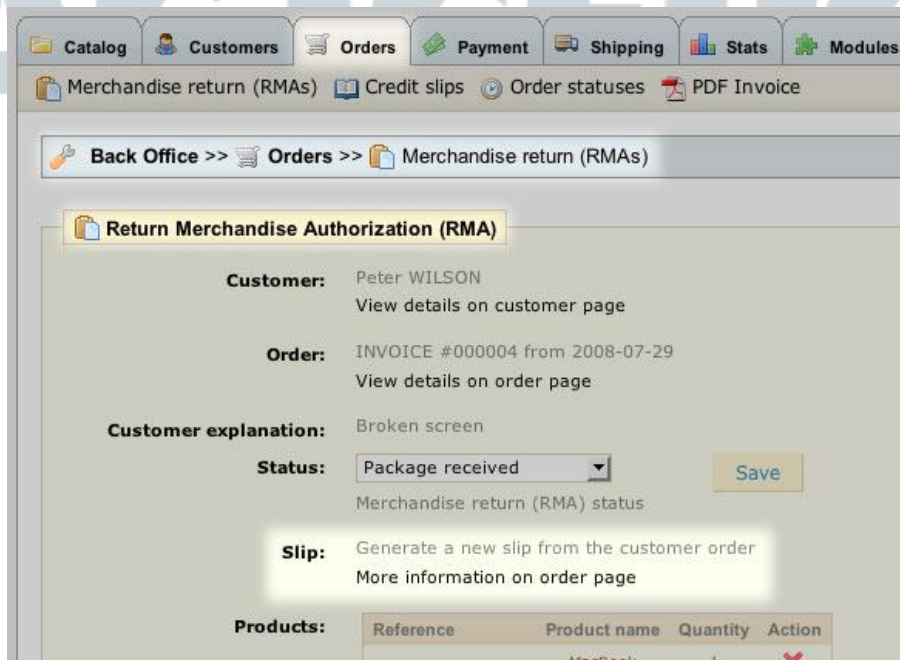 Catalog Customers Orders Payment Shipping Stats Modules
Merchandise return (RMAs) Credit slips Order statuses PDF Invoice
Back Office >> Orders >> Merchandise return (RMAs)
Return Merchandise Authorization (RMA)
Customer: Peter WILSON
View details on customer page
Order: INVOICE #000004 from 2008-07-29
View details on order page
Customer explanation: Broken screen
Status: Package received Save
Merchandise return (RMA) status
Slip: Generate a new slip from the customer order
More information on order page
Products: Reference Product name Quantity Action